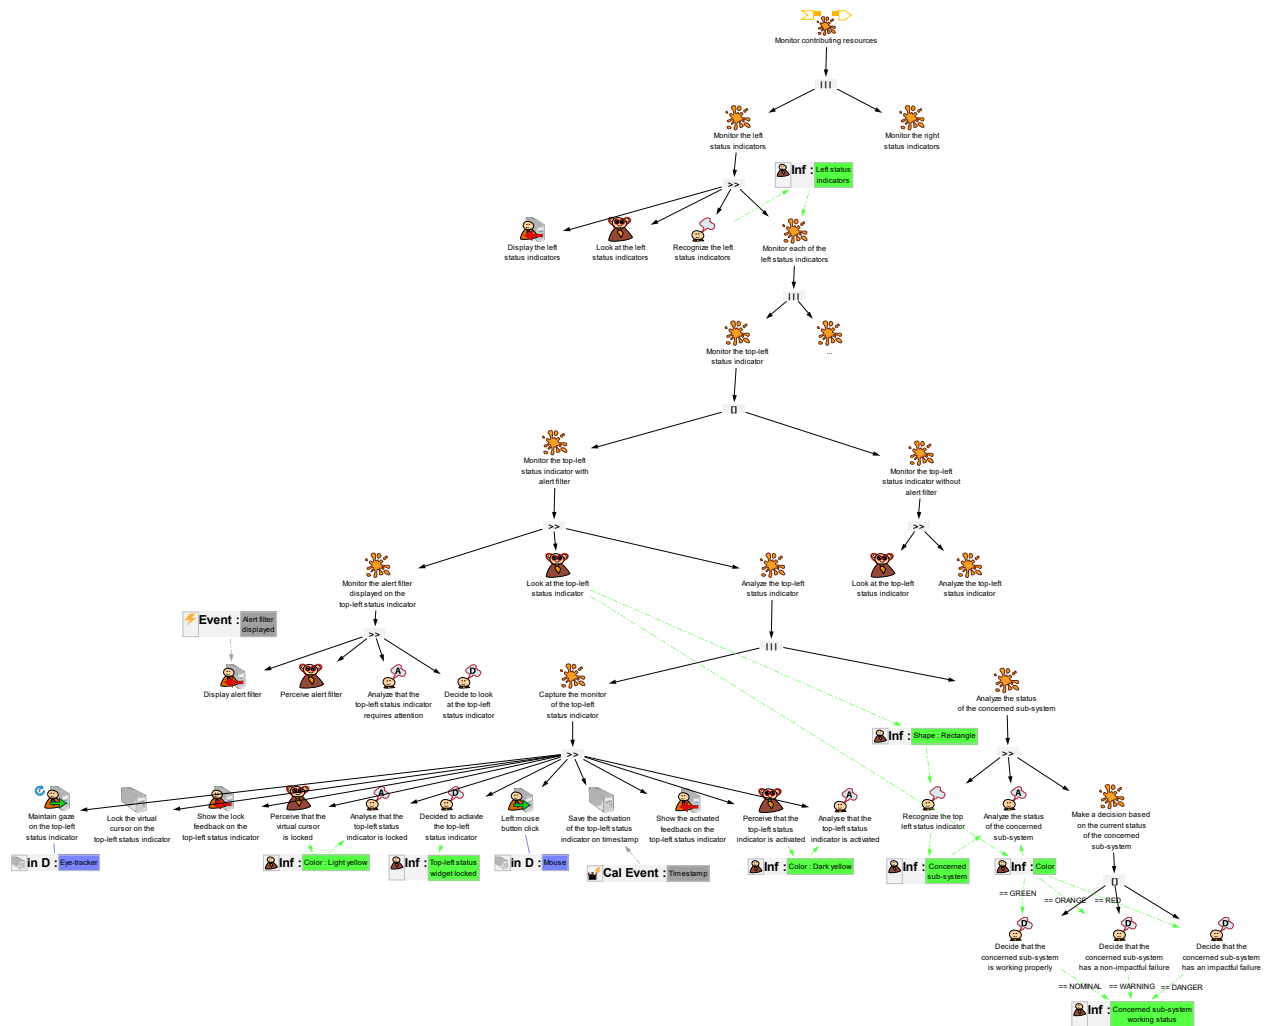 Monitor contributing resources
|||
Monitor the left
status indicators
Monitor the right
status indicators
>>
Inf :
Left status
indicators
Display the left
status indicators
Look at the left
status indicators
Recognize the left
status indicators
Monitor each of the
left status indicators
|||
Monitor the top-left
status indicator
...
[]
Monitor the top-left
status indicator with
alert filter
Monitor the top-left
status indicator without
alert filter
>>
>>
Monitor the alert filter
displayed on the
top-left status indicator
Look at the top-left
status indicator
Analyze the top-left
status indicator
Look at the top-left
status indicator
Analyze the top-left
status indicator
Event :
Alert filter
displayed
>>
|||
Display alert filter
Perceive alert filter
A
Analyze that the
top-left status indicator
requires attention
D
Decide to look
at the top-left
status indicator
Capture the monitor
of the top-left
status indicator
Analyze the status
of the concerned sub-system
Inf :
Shape : Rectangle
>>
>>
Maintain gaze
on the top-left
status indicator
Lock the virtual
cursor on the
top-left status indicator
Show the lock
feedback on the
top-left status indicator
Perceive that the
virtual cursor
is locked
A
Analyse that the
top-left status
indicator is locked
D
Decided to actiavte
the top-left
status indicator
Left mouse
button click
Save the activation
of the top-left status
indicator on timestamp
Show the activated
feedback on the
top-left status indicator
Perceive that the
top-left status
indicator is activated
A
Analyse that the
top-left status
indicator is activated
Recognize the top
left status indicator
A
Analyze the status
of the concerned
sub-system
Make a decision based
on the current status
of the concerned
sub-system
in D :
Eye-tracker
Inf :
Color : Light yellow
Inf :
Top-left status
widget locked
in D :
Mouse
Cal Event :
Timestamp
Inf :
Color : Dark yellow
Inf :
Concerned
sub-system
Inf :
Color
[]
== GREEN
== ORANGE
== RED
D
Decide that the
concerned sub-system
is working properly
D
Decide that the
concerned sub-system
has a non-impactful failure
D
Decide that the
concerned sub-system
has an impactful failure
== NOMINAL
== WARNING
== DANGER
Inf :
Concerned sub-system
working status